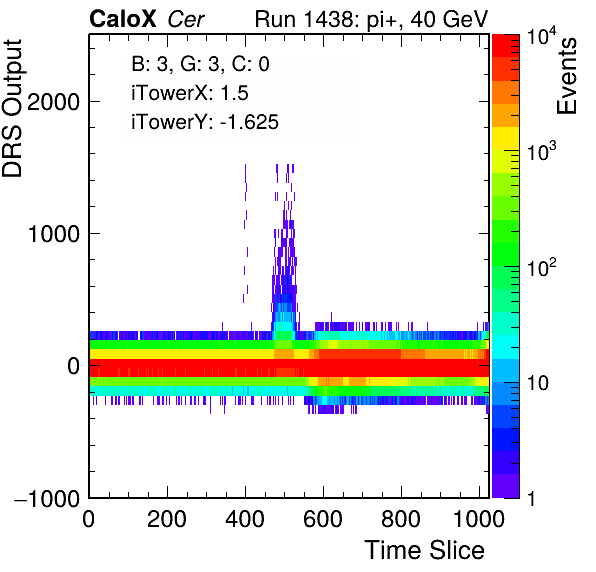 CaloX Cer Run 1438: pi+, 40 GeV
B: 3, G: 3, C: 0
iTowerX: 1.5
iTowerY: -1.625
DRS Output
2000
1000
0
−1000
0 200 400 600 800 1000
Time Slice
Events
10^4
10^3
10^2
10
1